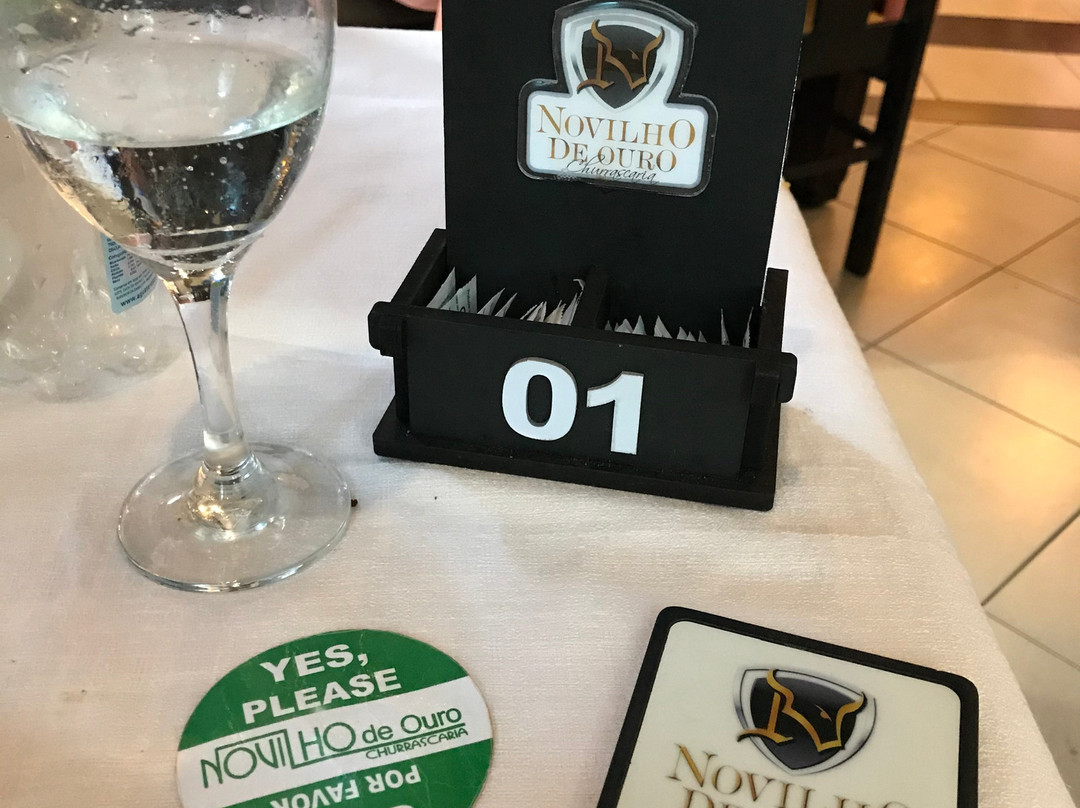 NOVILHO
DE OURO
Churrascaria
01
YES,
PLEASE
NOVILHO de Ouro
CHURRASCARIA
POR FAVOR
NOVILHO